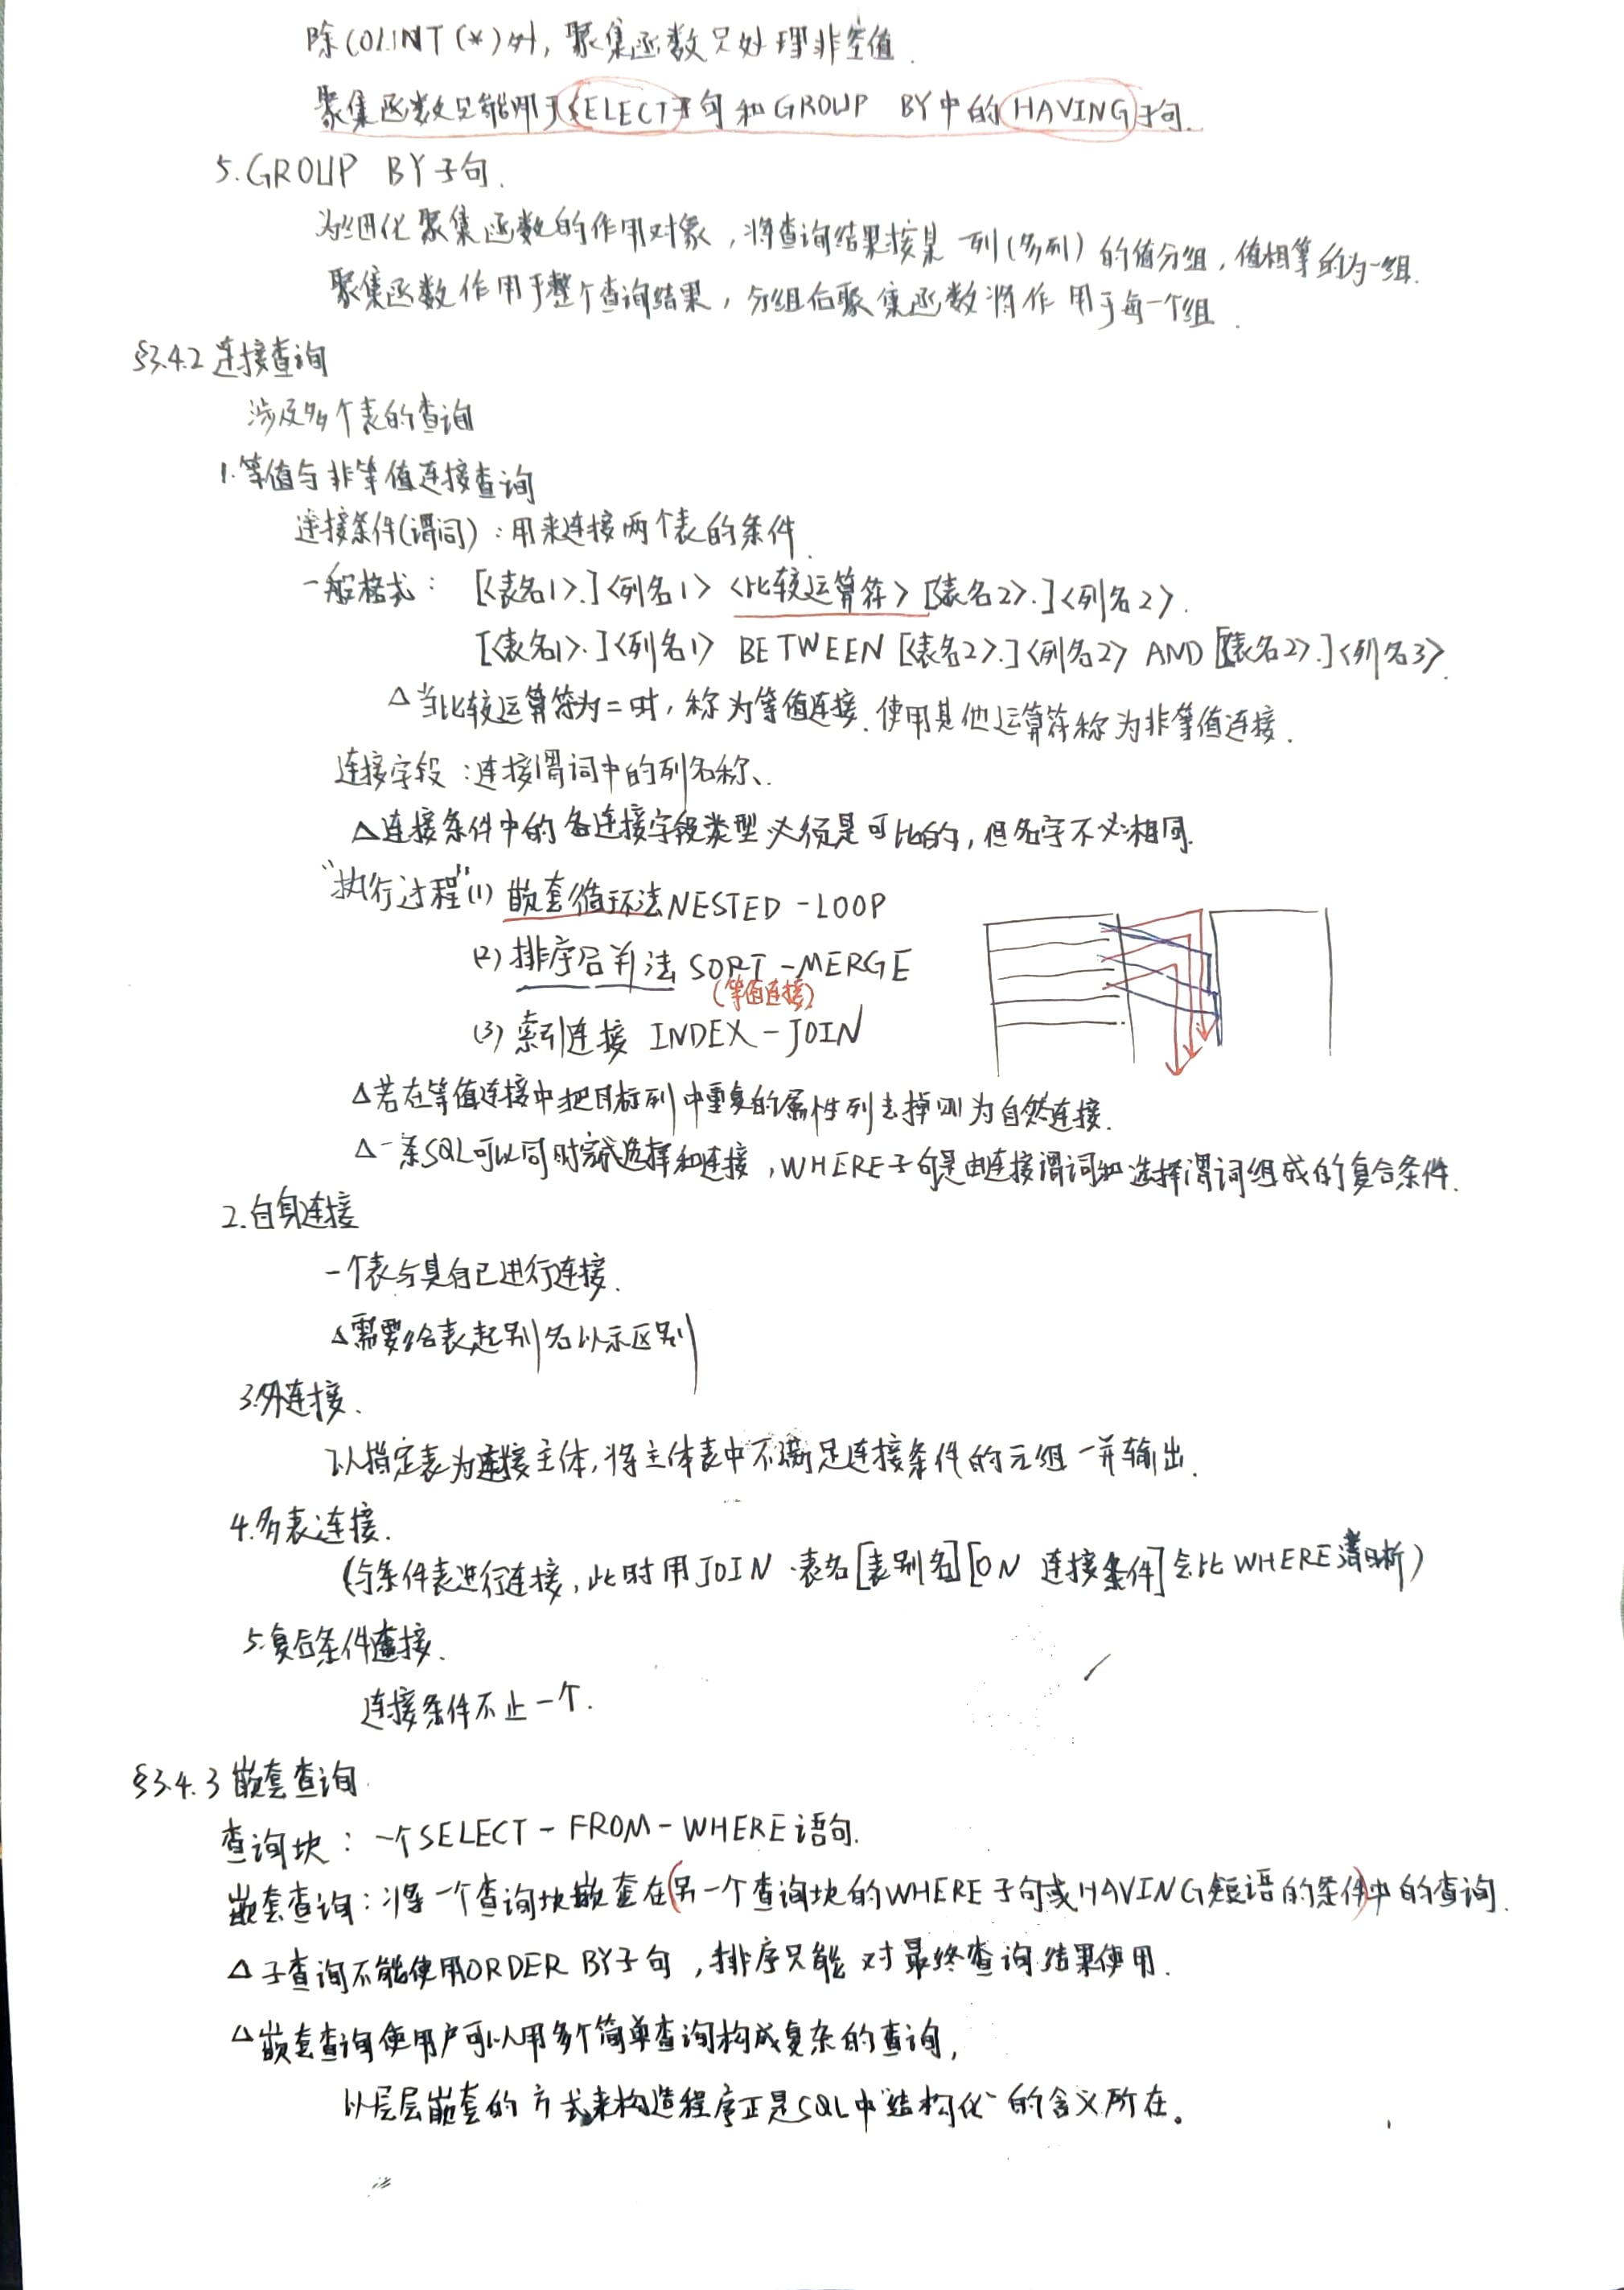 除COUNT(*)外，聚集函数只处理非空值.
聚集函数只能用于SELECT子句和GROUP BY中的HAVING子句.
5.GROUP BY子句.
为细化聚集函数的作用对象，将查询结果按某一列(多列)的值分组，值相等的为一组.
聚集函数作用于整个查询结果，分组后聚集函数将作用于每一个组.
§3.4.2 连接查询
涉及多个表的查询
1.等值与非等值连接查询
连接条件(谓词)：用来连接两个表的条件.
一般格式： [<表名1>.]<列名1> <比较运算符> [<表名2>.]<列名2>.
[<表名1>.]<列名1> BETWEEN [<表名2>.]<列名2> AND [<表名2>.]<列名3>.
△当比较运算符为=时，称为等值连接.使用其他运算符称为非等值连接.
连接字段：连接谓词中的列名称、.
△连接条件中的各连接字段类型必须是可比的，但名字不必相同.
"执行过程"(1) 嵌套循环法NESTED-LOOP
(2) 排序合并法 SORT-MERGE
(等值连接)
(3) 索引连接 INDEX-JOIN
△若在等值连接中把目标列中重复的属性列去掉则为自然连接.
△一条SQL可以同时完成选择和连接，WHERE子句是由连接谓词和选择谓词组成的复合条件.
2.自身连接
一个表与其自己进行连接.
△需要给表起别名以示区别
3.外连接.
以指定表为连接主体,将主体表中不满足连接条件的元组一并输出.
4.多表连接.
(与条件表进行连接，此时用JOIN 表名[表别名][ON 连接条件]会比WHERE清晰)
5.复合条件连接.
连接条件不止一个.
§3.4.3 嵌套查询
查询块：一个SELECT-FROM-WHERE语句.
嵌套查询：将一个查询块嵌套在(另一个查询块的WHERE子句或HAVING短语的条件)中的查询.
△子查询不能使用ORDER BY子句，排序只能对最终查询结果使用.
△嵌套查询使用户可以用多个简单查询构成复杂的查询，
以层层嵌套的方式来构造程序正是SQL中"结构化"的含义所在。